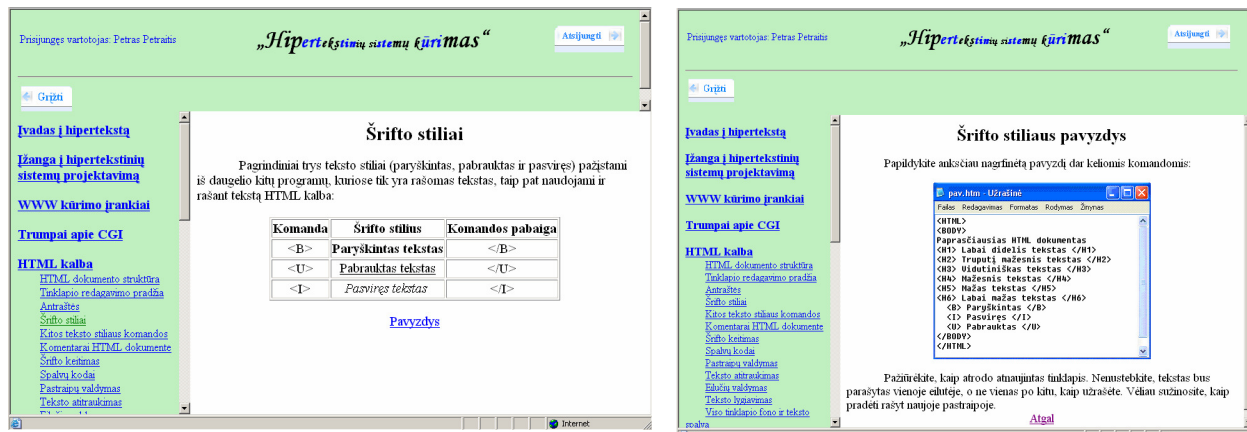 Prisijungęs vartotojas: Petras Petraitis
„Hipertekstinių sistemų kūrimas“
Atsijungti
Grįžti
Įvadas į hipertekstą
Įžanga į hipertekstinių
sistemų projektavimą
WWW kūrimo įrankiai
Trumpai apie CGI
HTML kalba
HTML dokumento struktūra
Tinklapio redagavimo pradžia
Antraštės
Šrifto stiliai
Kitos teksto stiliaus komandos
Komentarai HTML dokumente
Šrifto keitimas
Spalvų kodai
Pastraipų valdymas
Teksto atitraukimas
Šrifto stiliai
Pagrindiniai trys teksto stiliai (paryškintas, pabrauktas ir pasviręs) pažįstami
iš daugelio kitų programų, kuriose tik yra rašomas tekstas, taip pat naudojami ir
rašant tekstą HTML kalba:
Komanda Šrifto stilius Komandos pabaiga
<B> Paryškintas tekstas </B>
<U> Pabrauktas tekstas </U>
<I> Pasviręs tekstas </I>
Pavyzdys
Internet
Prisijungęs vartotojas: Petras Petraitis
„Hipertekstinių sistemų kūrimas“
Atsijungti
Grįžti
Įvadas į hipertekstą
Įžanga į hipertekstinių
sistemų projektavimą
WWW kūrimo įrankiai
Trumpai apie CGI
HTML kalba
HTML dokumento struktūra
Tinklapio redagavimo pradžia
Antraštės
Šrifto stiliai
Kitos teksto stiliaus komandos
Komentarai HTML dokumente
Šrifto keitimas
Spalvų kodai
Pastraipų valdymas
Teksto atitraukimas
Eilučių valdymas
Teksto lygiavimas
Viso tinklapio fono ir teksto
spalva
Šrifto stiliaus pavyzdys
Papildykite anksčiau nagrfinėtą pavyzdį dar keliomis komandomis:
pav.htm - Užrašinė
Failas Redagavimas Formatas Rodymas Žinynas
<HTML>
<BODY>
Paprasčiausias HTML dokumentas
<H1> Labai didelis tekstas </H1>
<H2> Truputį mažesnis tekstas </H2>
<H3> Vidutiniškas tekstas </H3>
<H4> Mažesnis tekstas </H4>
<H5> Mažas tekstas </H5>
<H6> Labai mažas tekstas </H6>
<B> Paryškintas </B>
<I> Pasviręs </I>
<U> Pabrauktas </U>
</BODY>
</HTML>
Pažiūrėkite, kaip atrodo atnaujintas tinklapis. Nenustebkite, tekstas bus
parašytas vienoje eilutėje, o ne vienas po kitu, kaip užrašėte. Vėliau sužinosite, kaip
pradėti rašyt naujoje pastraipoje.
Atgal